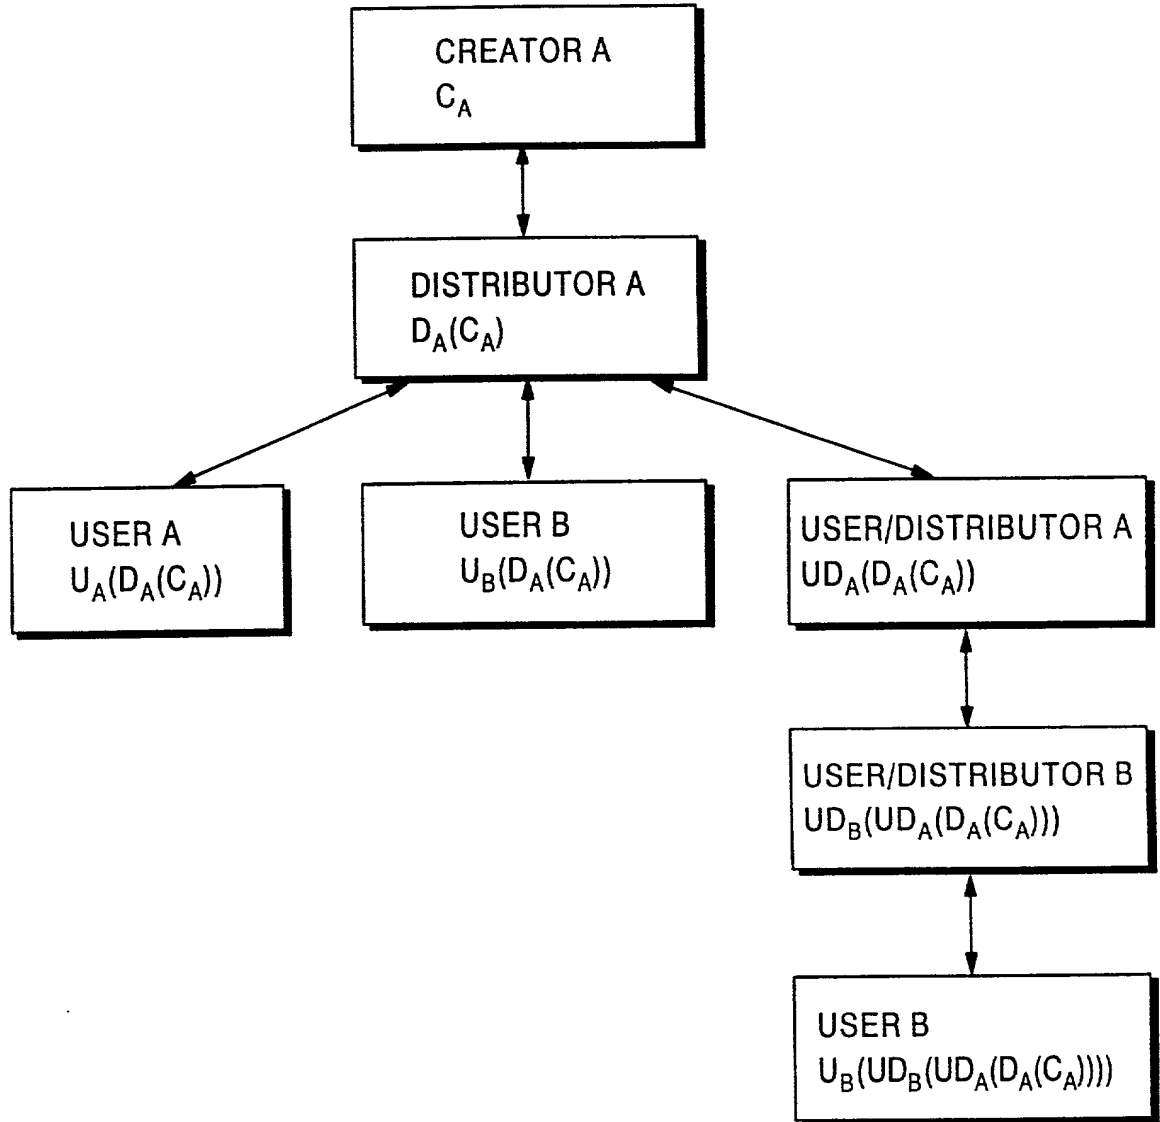 CREATOR A
C_A
DISTRIBUTOR A
D_A(C_A)
USER A
U_A(D_A(C_A))
USER B
U_B(D_A(C_A))
USER/DISTRIBUTOR A
UD_A(D_A(C_A))
USER/DISTRIBUTOR B
UD_B(UD_A(D_A(C_A)))
USER B
U_B(UD_B(UD_A(D_A(C_A))))